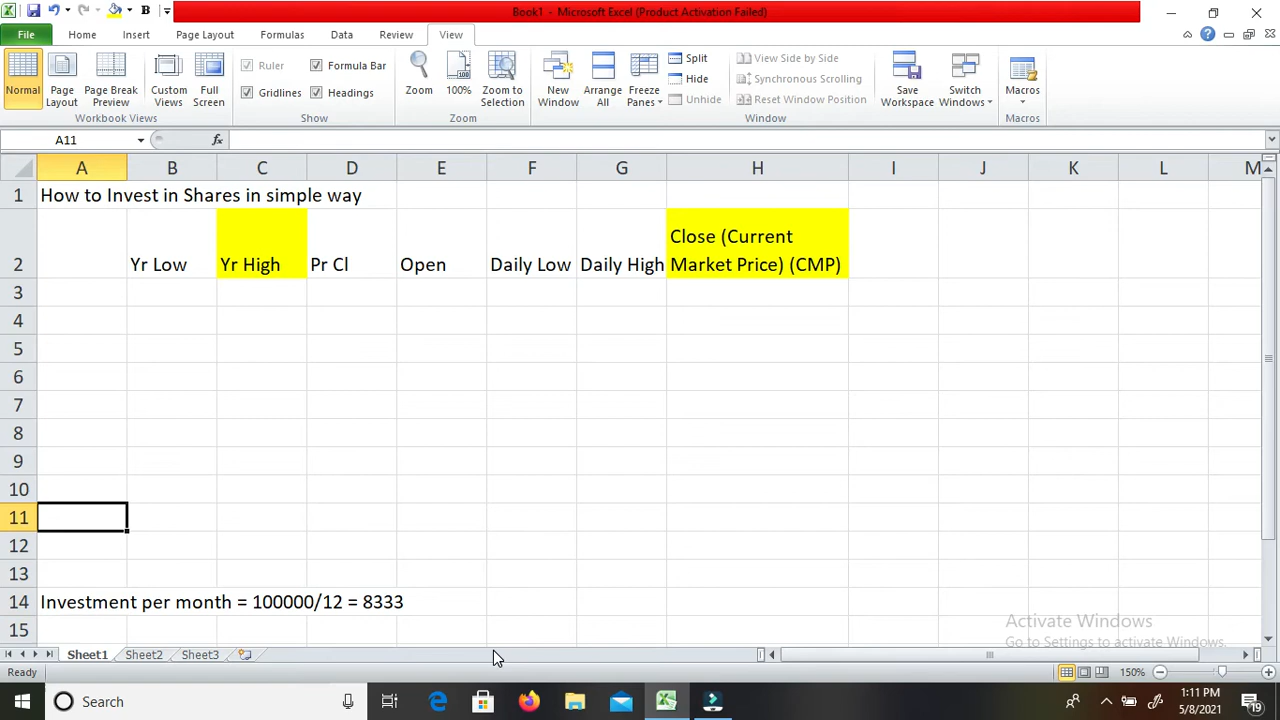 Book1 - Microsoft Excel (Product Activation Failed)
File Home Insert Page Layout Formulas Data Review View
Normal Page Layout Page Break Preview Custom Views Full Screen
Workbook Views
Ruler Formula Bar
Gridlines Headings
Show
Zoom 100% Zoom to Selection
Zoom
New Window Arrange All Freeze Panes
Split
Hide
Unhide
View Side by Side
Synchronous Scrolling
Reset Window Position
Window
Save Workspace Switch Windows
Macros
Macros
A11 fx
A B C D E F G H I J K L M
1 How to Invest in Shares in simple way
2 Yr Low Yr High Pr Cl Open Daily Low Daily High Close (Current
Market Price) (CMP)
3
4
5
6
7
8
9
10
11
12
13
14 Investment per month = 100000/12 = 8333
15
Activate Windows
Go to Settings to activate Windows.
Sheet1 Sheet2 Sheet3
Ready 150%
Search
1:11 PM
5/8/2021
19